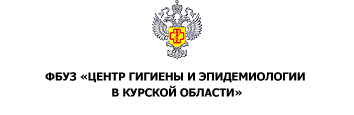 ФБУЗ «ЦЕНТР ГИГИЕНЫ И ЭПИДЕМИОЛОГИИ
В КУРСКОЙ ОБЛАСТИ»